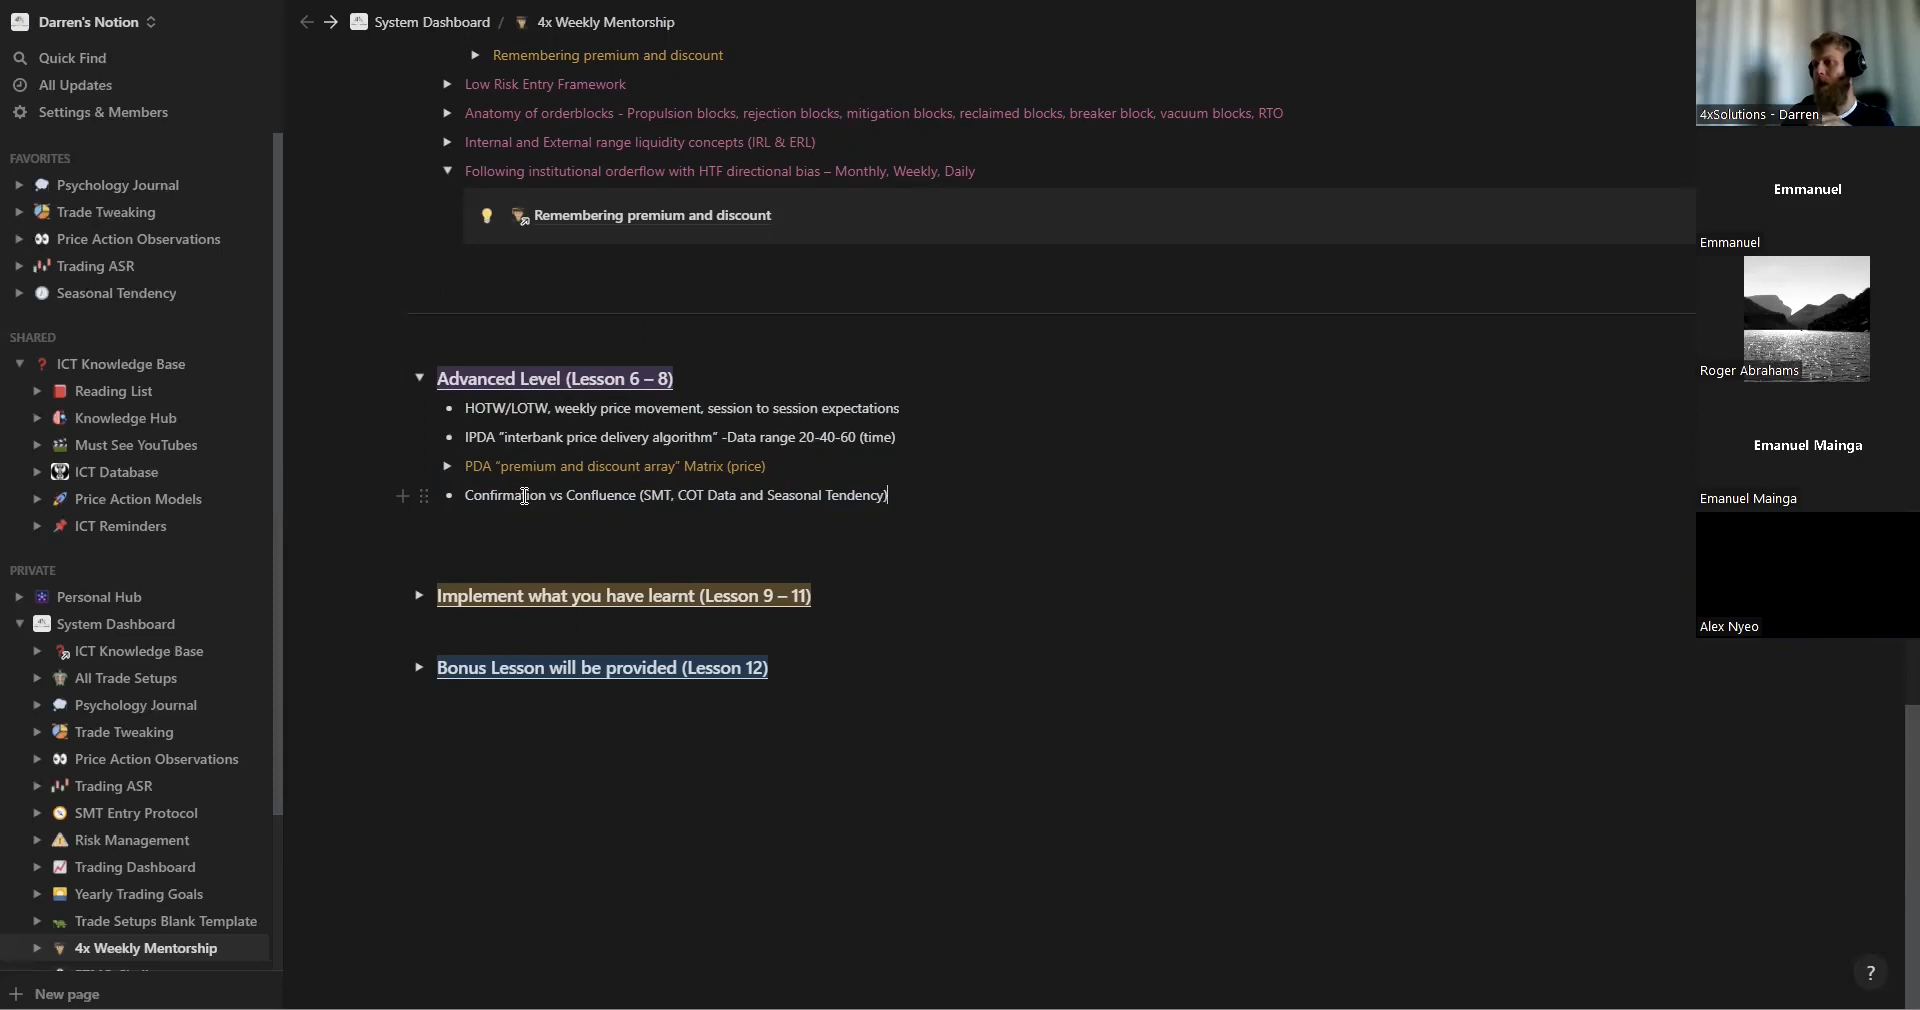 Darren's Notion
Quick Find
All Updates
Settings & Members
FAVORITES
Psychology Journal
Trade Tweaking
Price Action Observations
Trading ASR
Seasonal Tendency
SHARED
ICT Knowledge Base
Reading List
Knowledge Hub
Must See YouTubes
ICT Database
Price Action Models
ICT Reminders
PRIVATE
Personal Hub
System Dashboard
ICT Knowledge Base
All Trade Setups
Psychology Journal
Trade Tweaking
Price Action Observations
Trading ASR
SMT Entry Protocol
Risk Management
Trading Dashboard
Yearly Trading Goals
Trade Setups Blank Template
4x Weekly Mentorship
New page
System Dashboard / 4x Weekly Mentorship
Remembering premium and discount
Low Risk Entry Framework
Anatomy of orderblocks - Propulsion blocks, rejection blocks, mitigation blocks, reclaimed blocks, breaker block, vacuum blocks, RTO
Internal and External range liquidity concepts (IRL & ERL)
Following institutional orderflow with HTF directional bias – Monthly, Weekly, Daily
Remembering premium and discount
Advanced Level (Lesson 6 – 8)
HOTW/LOTW, weekly price movement, session to session expectations
IPDA “interbank price delivery algorithm” -Data range 20-40-60 (time)
PDA “premium and discount array” Matrix (price)
Confirmation vs Confluence (SMT, COT Data and Seasonal Tendency)
Implement what you have learnt (Lesson 9 – 11)
Bonus Lesson will be provided (Lesson 12)
?
4xSolutions - Darren
Emmanuel
Emmanuel
Roger Abrahams
Emanuel Mainga
Emanuel Mainga
Alex Nyeo